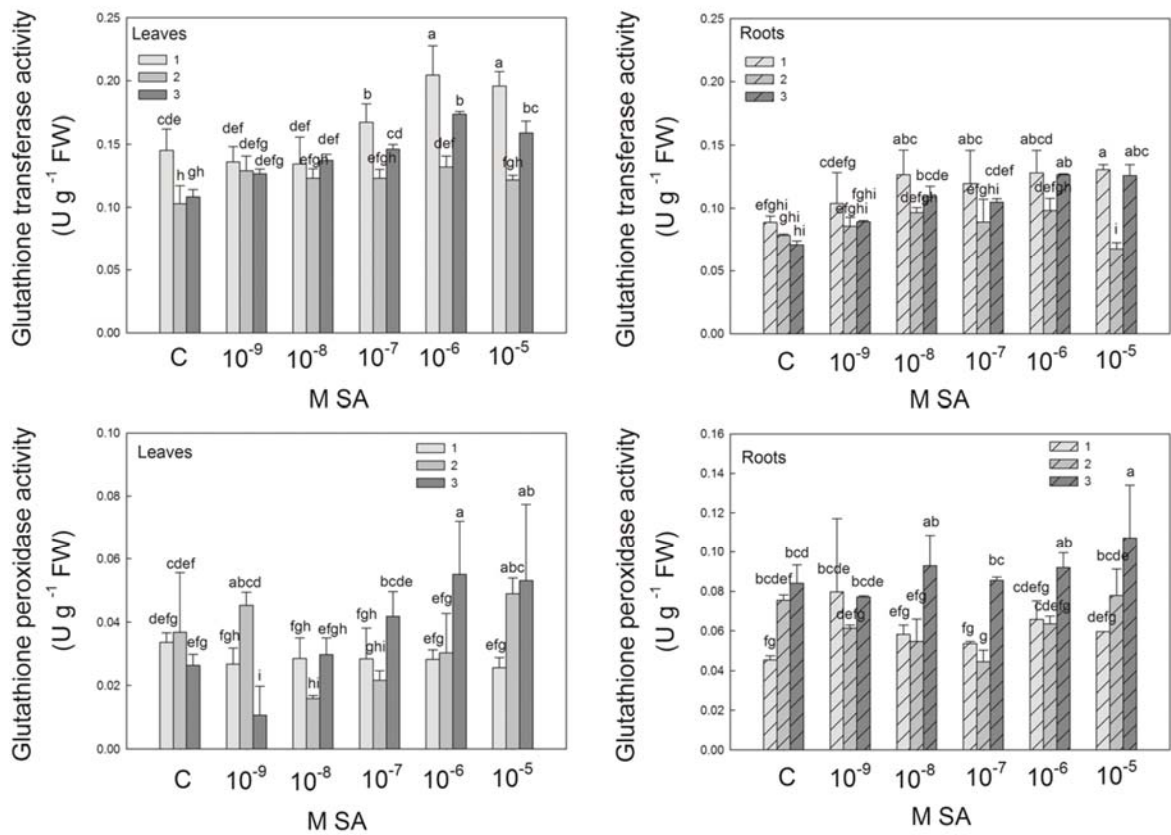 Glutathione transferase activity
(U g -1 FW)
Leaves
1
2
3
0.25
0.20
0.15
0.10
0.05
0.00
cde h gh
def defg defg
def efgh def
b efgh cd
a def b
a fgh bc
C 10-9 10-8 10-7 10-6 10-5
M SA
Glutathione transferase activity
(U g -1 FW)
Roots
1
2
3
0.25
0.20
0.15
0.10
0.05
0.00
efghi ghi hi
cdefg efghi fghi
abc defgh bcde
abc efghi cdef
abcd defgh ab
a i abc
C 10-9 10-8 10-7 10-6 10-5
M SA
Glutathione peroxidase activity
(U g -1 FW)
Leaves
1
2
3
0.10
0.08
0.06
0.04
0.02
0.00
defg cdef efg
fgh abcd i
fgh hi efgh
fgh ghi bcde
efg efg a
fgh abc ab
C 10-9 10-8 10-7 10-6 10-5
M SA
Glutathione peroxidase activity
(U g -1 FW)
Roots
1
2
3
0.16
0.14
0.12
0.10
0.08
0.06
0.04
0.02
0.00
fg bcdef bcd
bcde defg bcde
efg efg ab
fg g bc
cdefg cdefg ab
defg bcde a
C 10-9 10-8 10-7 10-6 10-5
M SA